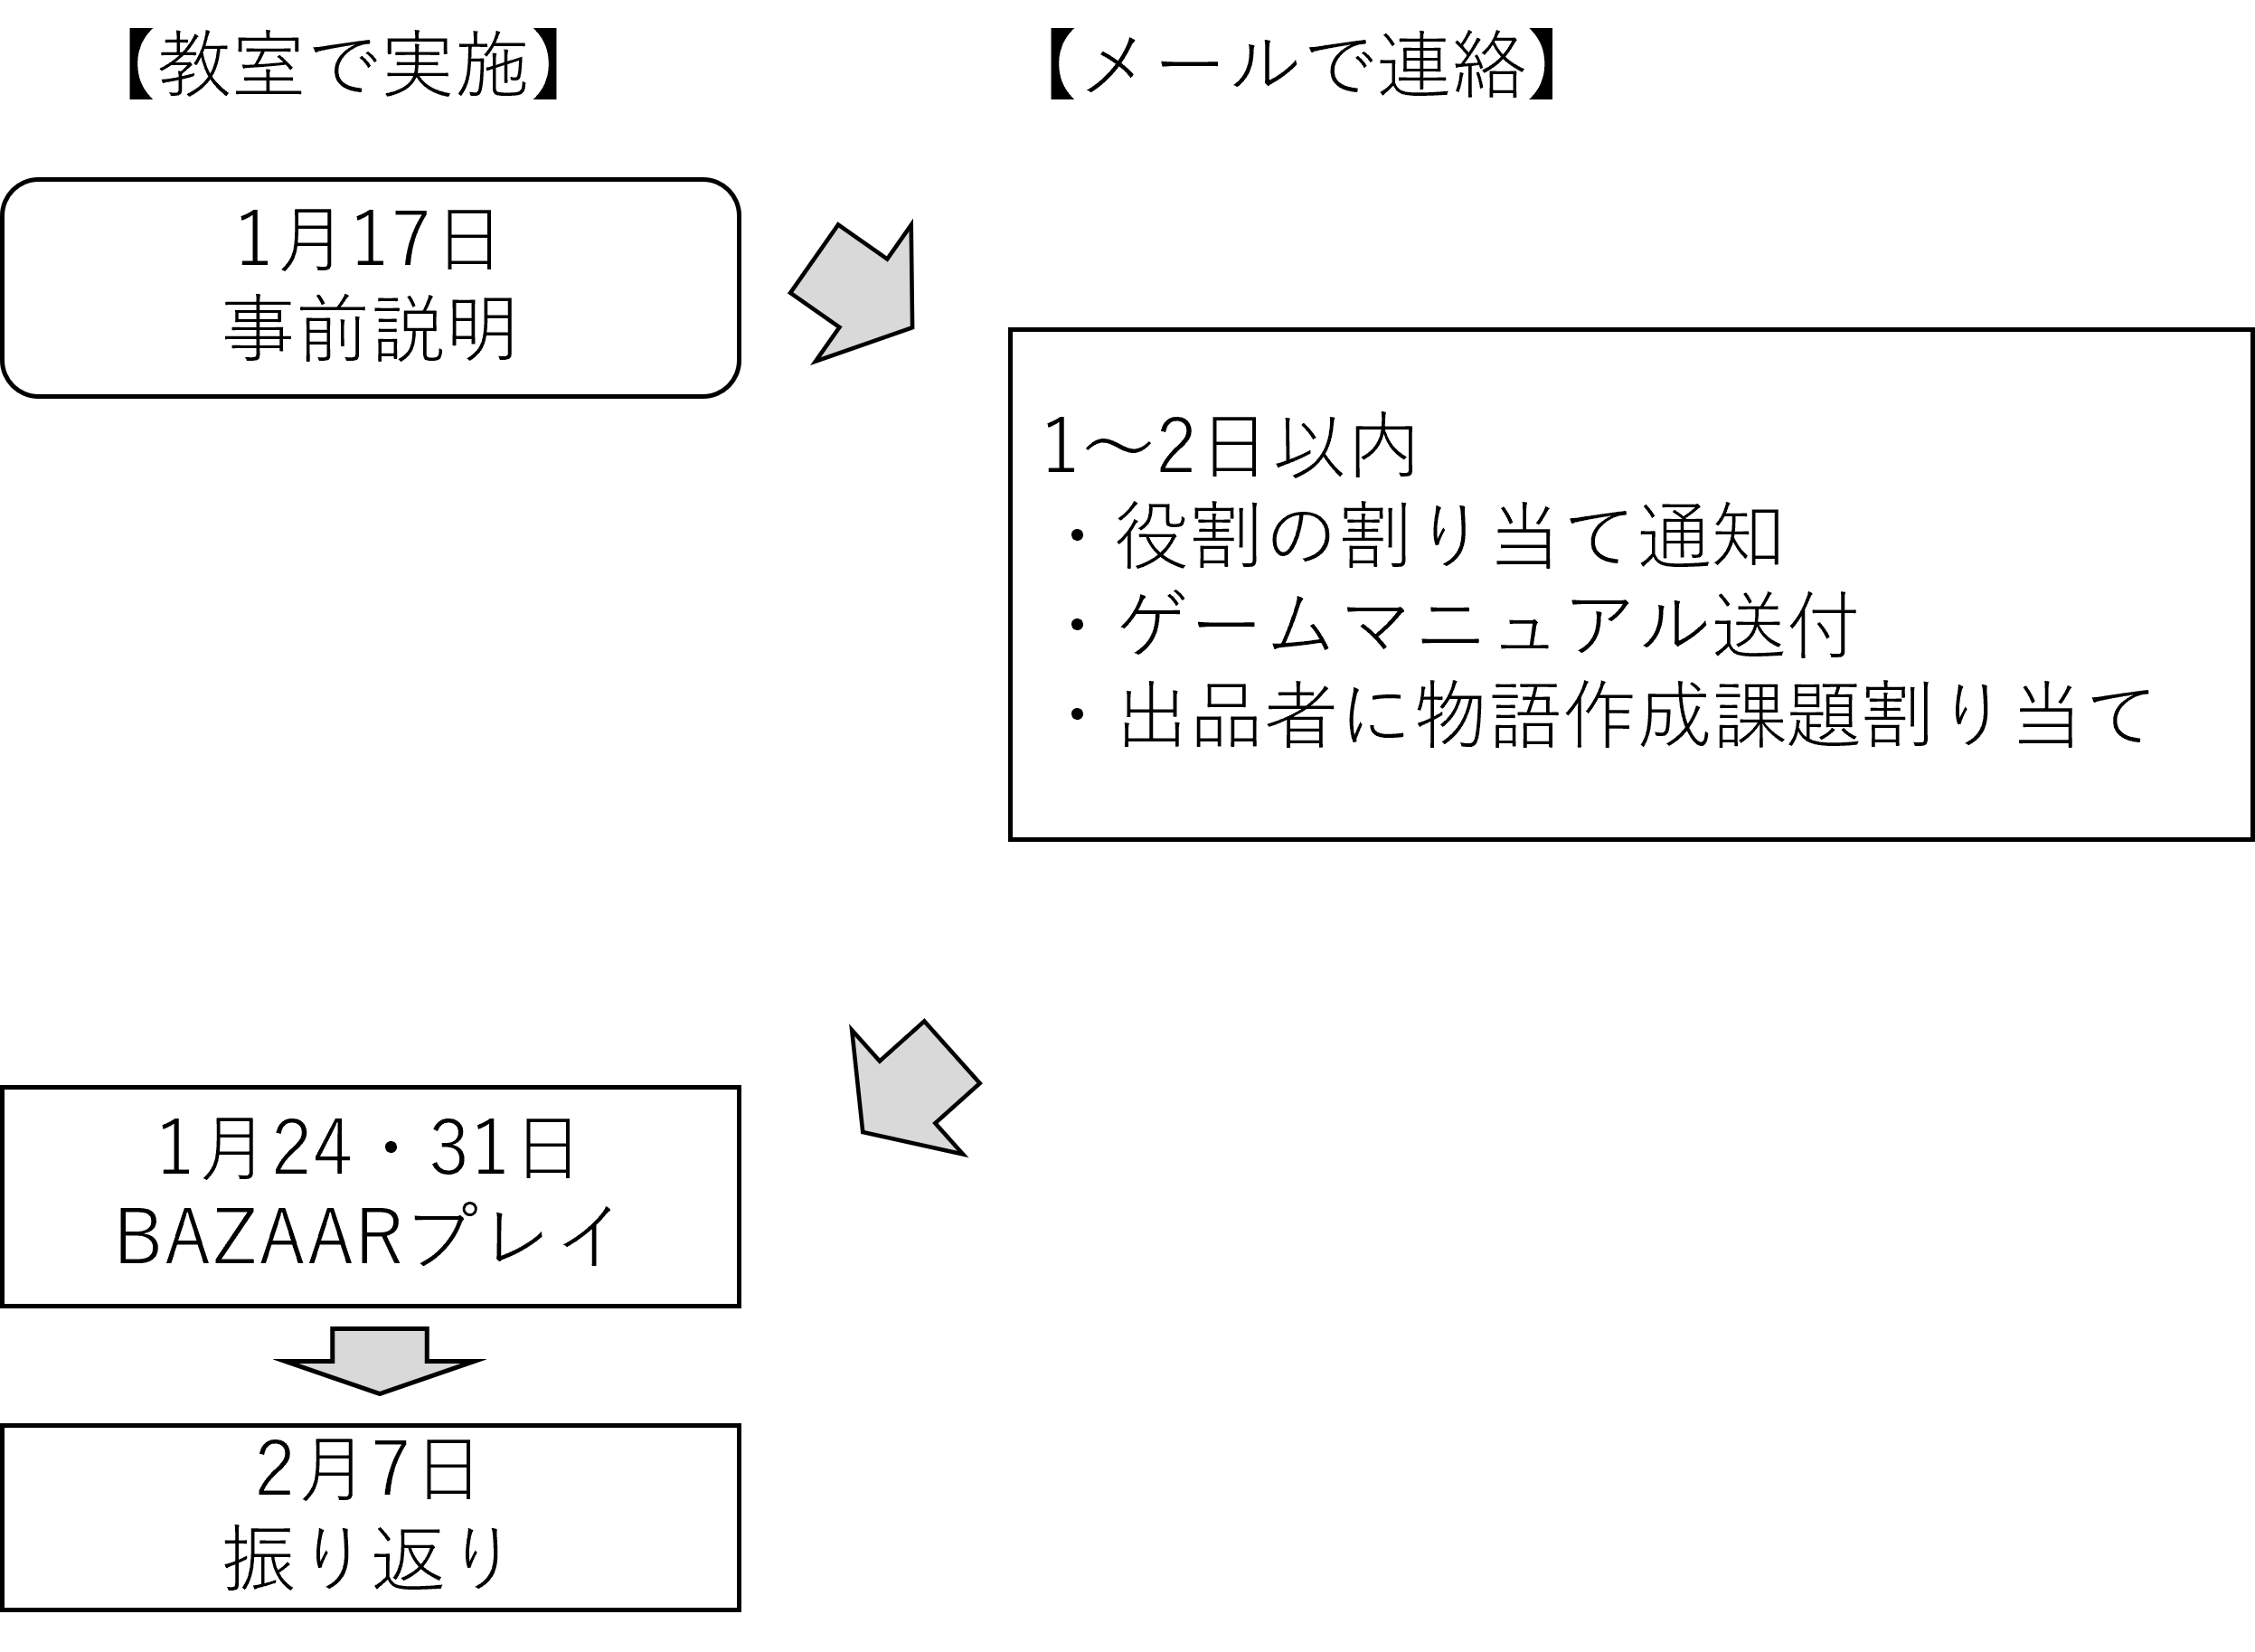 【教室で実施】
【メールで連絡】
1月17日
事前説明
1～2日以内
・役割の割り当て通知
・ゲームマニュアル送付
・出品者に物語作成課題割り当て
1月24・31日
BAZAARプレイ
2月7日
振り返り